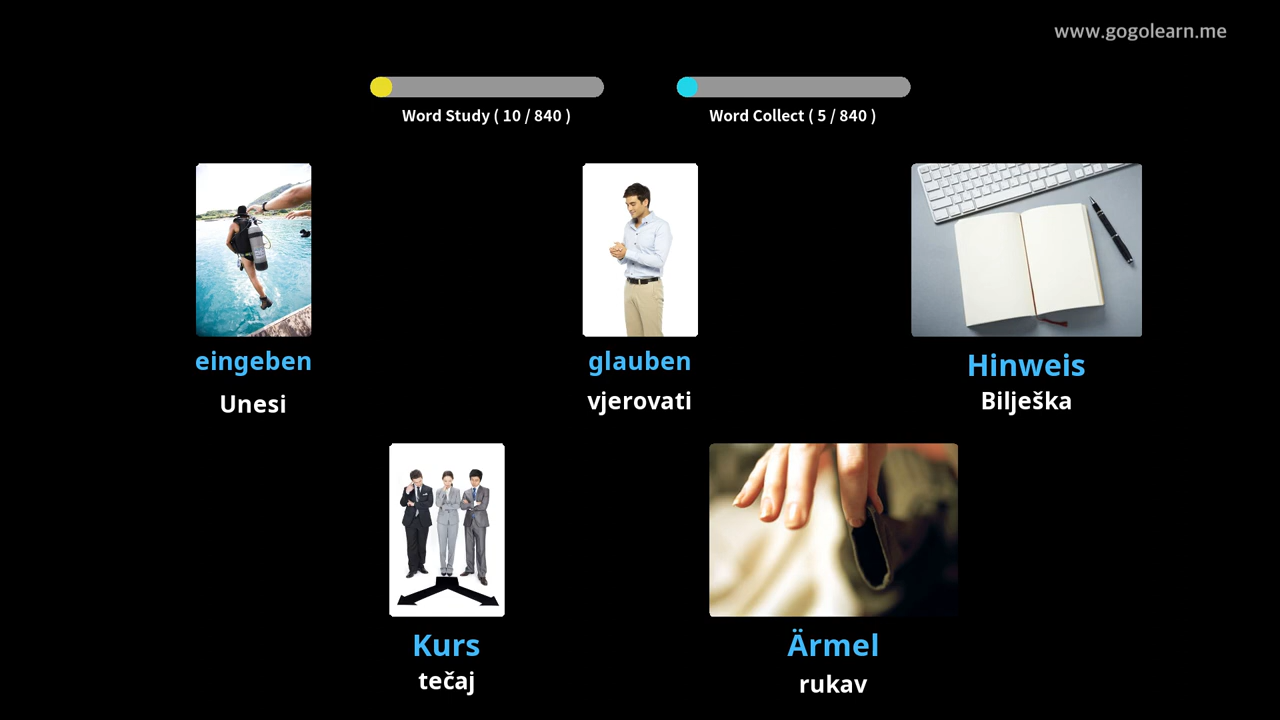 www.gogolearn.me
Word Study ( 10 / 840 )
Word Collect ( 5 / 840 )
eingeben
Unesi
glauben
vjerovati
Hinweis
Bilješka
Kurs
tečaj
Ärmel
rukav